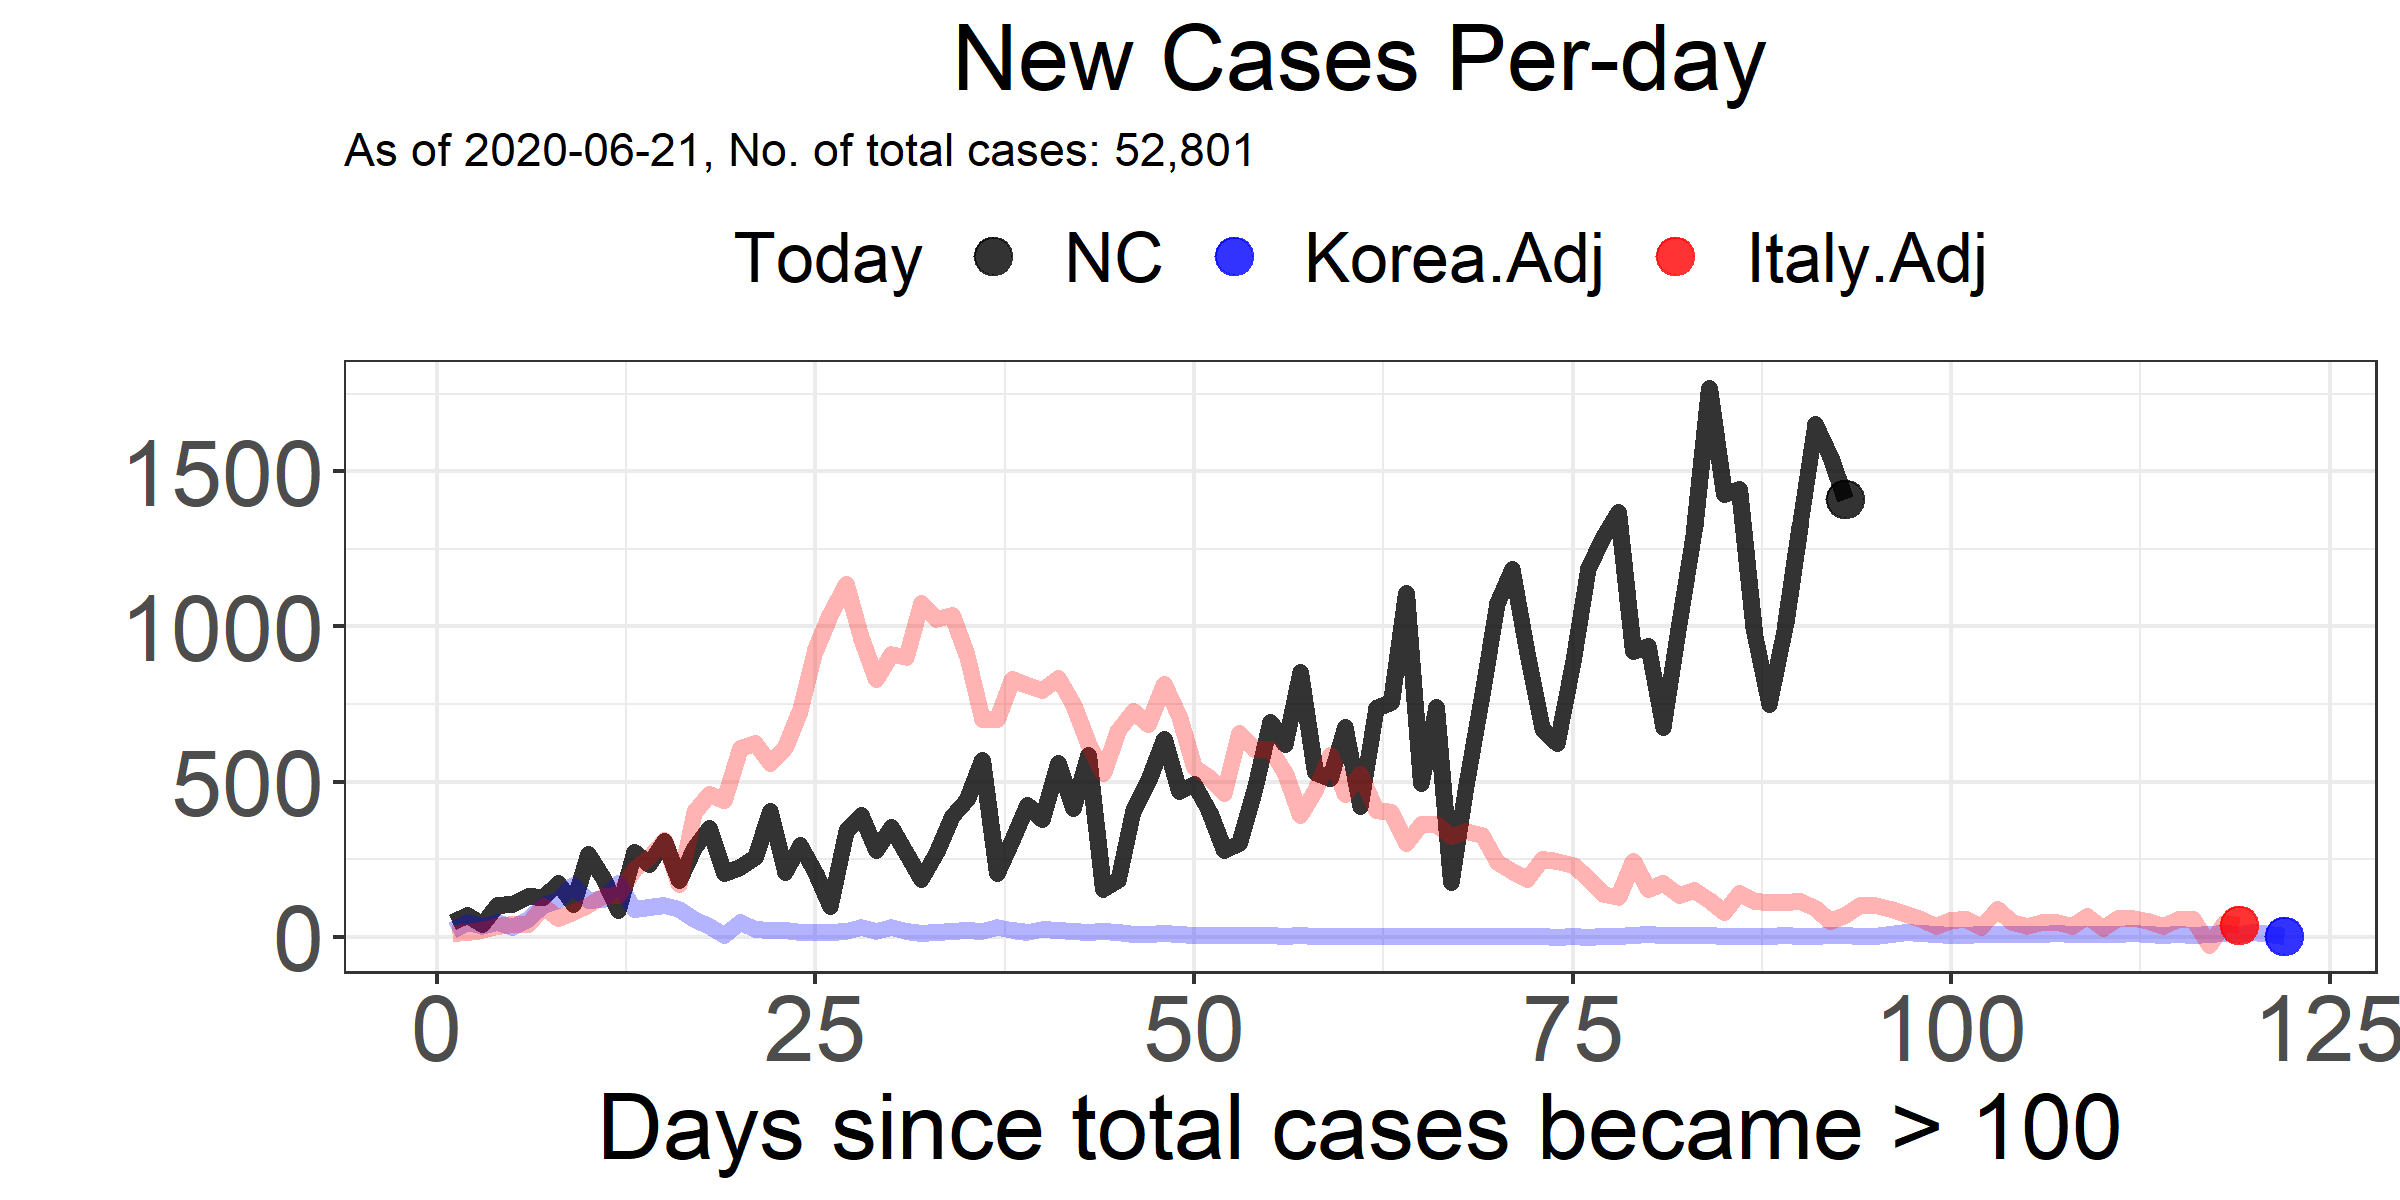 New Cases Per-day
As of 2020-06-21, No. of total cases: 52,801
Today NC Korea.Adj Italy.Adj
1500
1000
500
0
0 25 50 75 100 125
Days since total cases became > 100